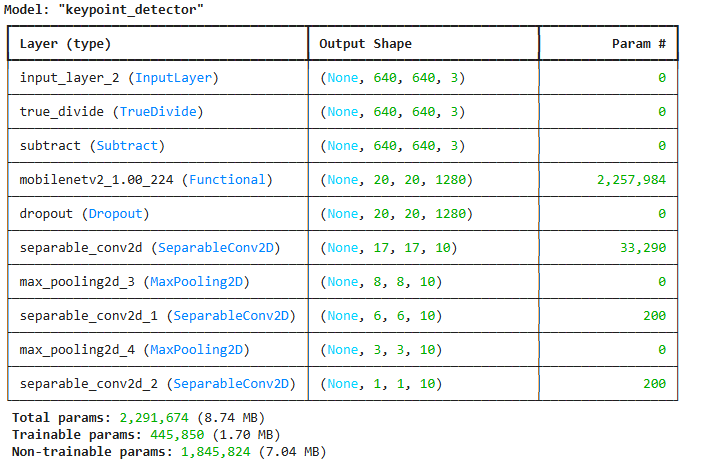 Model: "keypoint_detector"
Layer (type) Output Shape Param #
input_layer_2 (InputLayer) (None, 640, 640, 3) 0
true_divide (TrueDivide) (None, 640, 640, 3) 0
subtract (Subtract) (None, 640, 640, 3) 0
mobilenetv2_1.00_224 (Functional) (None, 20, 20, 1280) 2,257,984
dropout (Dropout) (None, 20, 20, 1280) 0
separable_conv2d (SeparableConv2D) (None, 17, 17, 10) 33,290
max_pooling2d_3 (MaxPooling2D) (None, 8, 8, 10) 0
separable_conv2d_1 (SeparableConv2D) (None, 6, 6, 10) 200
max_pooling2d_4 (MaxPooling2D) (None, 3, 3, 10) 0
separable_conv2d_2 (SeparableConv2D) (None, 1, 1, 10) 200
Total params: 2,291,674 (8.74 MB)
Trainable params: 445,850 (1.70 MB)
Non-trainable params: 1,845,824 (7.04 MB)